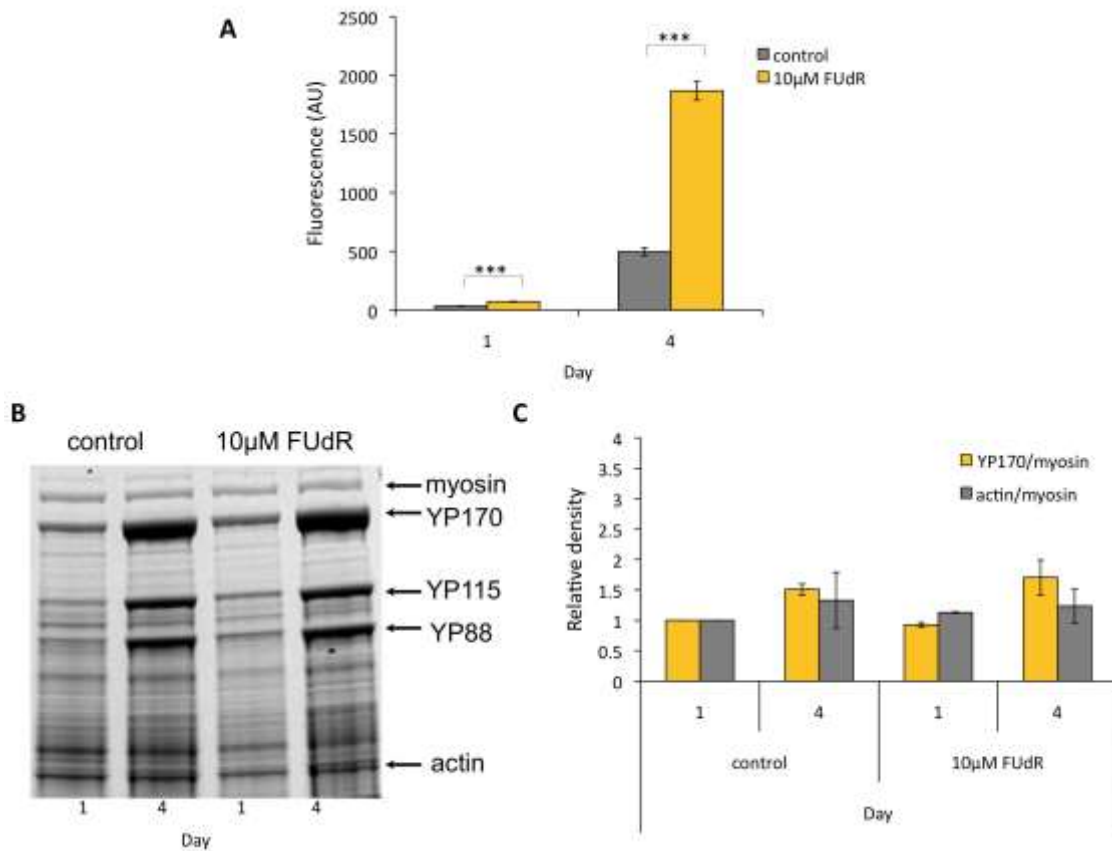 A
2500
2000
1500
1000
500
0
Fluorescence (AU)
***
***
control
10µM FUdR
1
4
Day
B
control 10µM FUdR
myosin
YP170
YP115
YP88
actin
1 4 1 4
Day
C
4
3.5
3
2.5
2
1.5
1
0.5
0
Relative density
YP170/myosin
actin/myosin
1 4 1 4
control 10µM FUdR
Day